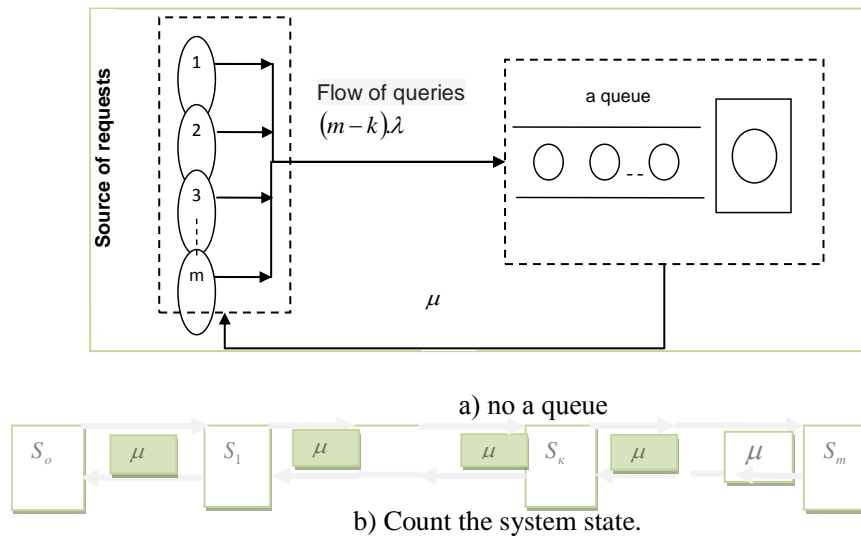 Source of requests
1
2
3
m
Flow of queries
(m − k).λ
a queue
μ
a) no a queue
S_o μ S_1 μ μ S_κ μ μ S_m
b) Count the system state.